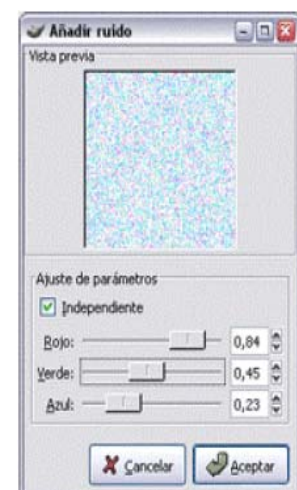 Añadir ruido
Vista previa
Ajuste de parámetros
Independiente
Rojo: 0,84
Verde: 0,45
Azul: 0,23
Cancelar Aceptar